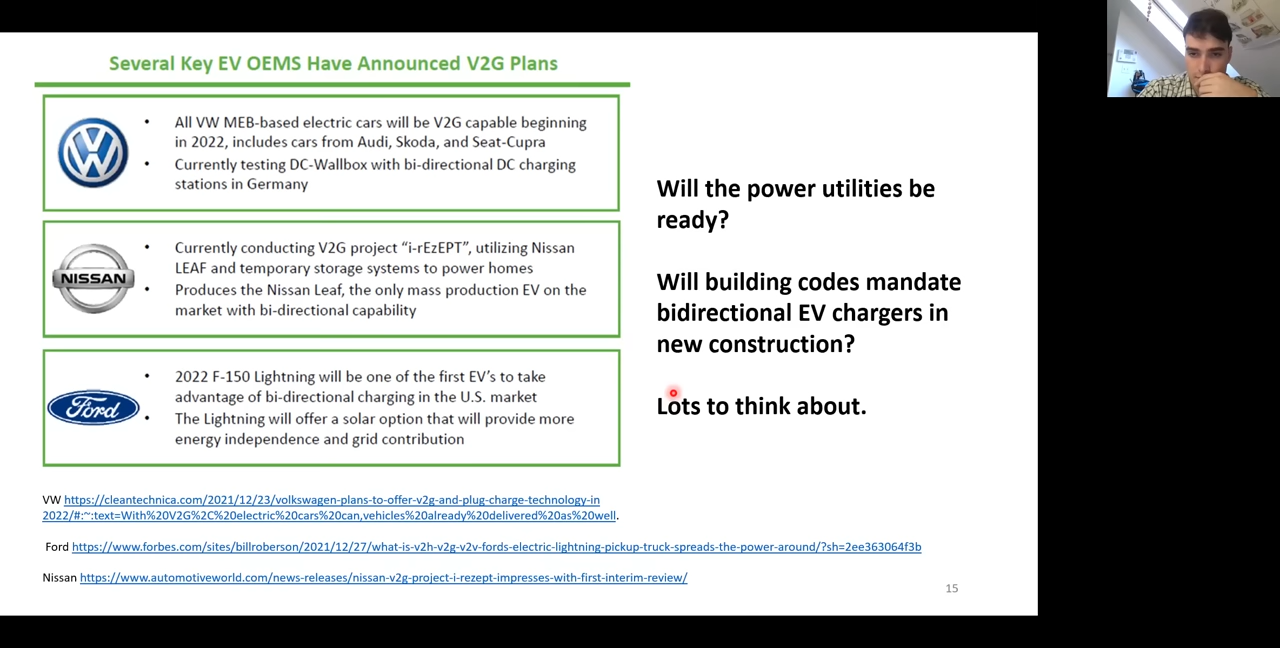 Several Key EV OEMS Have Announced V2G Plans
• All VW MEB-based electric cars will be V2G capable beginning
in 2022, includes cars from Audi, Skoda, and Seat-Cupra
• Currently testing DC-Wallbox with bi-directional DC charging
stations in Germany
NISSAN
• Currently conducting V2G project “i-rEzEPT”, utilizing Nissan
LEAF and temporary storage systems to power homes
• Produces the Nissan Leaf, the only mass production EV on the
market with bi-directional capability
Ford
• 2022 F-150 Lightning will be one of the first EV’s to take
advantage of bi-directional charging in the U.S. market
• The Lightning will offer a solar option that will provide more
energy independence and grid contribution
Will the power utilities be
ready?
Will building codes mandate
bidirectional EV chargers in
new construction?
Lots to think about.
VW https://cleantechnica.com/2021/12/23/volkswagen-plans-to-offer-v2g-and-plug-charge-technology-in
2022/#:~:text=With%20V2G%2C%20electric%20cars%20can,vehicles%20already%20delivered%20as%20well.
Ford https://www.forbes.com/sites/billroberson/2021/12/27/what-is-v2h-v2g-v2v-fords-electric-lightning-pickup-truck-spreads-the-power-around/?sh=2ee363064f3b
Nissan https://www.automotiveworld.com/news-releases/nissan-v2g-project-i-rezept-impresses-with-first-interim-review/
15